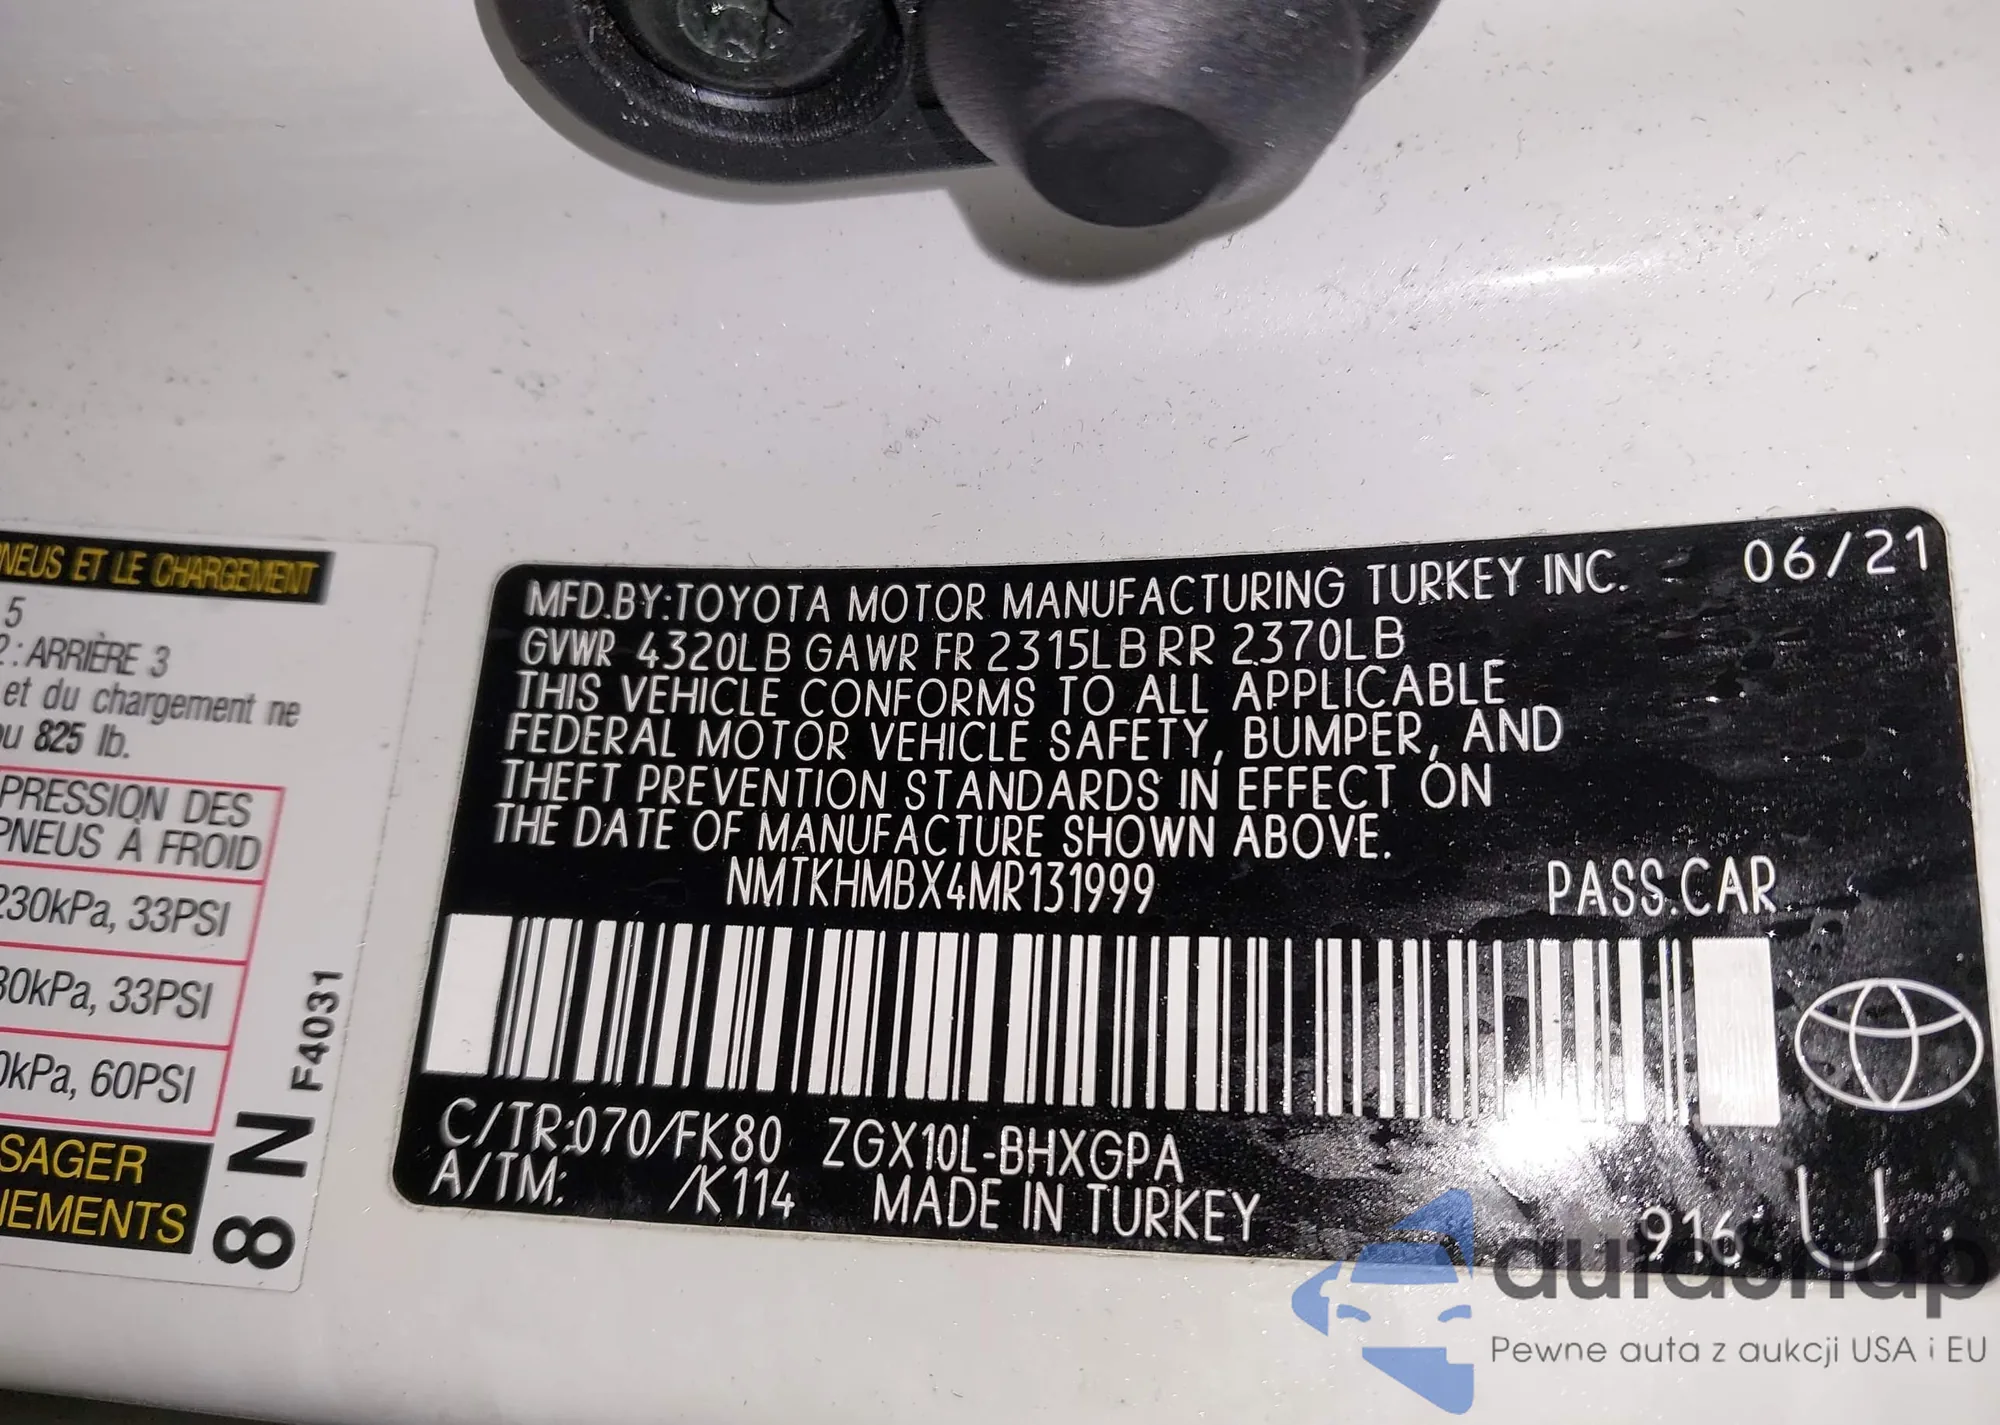 PNEUS ET LE CHARGEMENT
5
2: ARRIÈRE 3
et du chargement ne
ou 825 lb.
PRESSION DES
PNEUS À FROID
230kPa, 33PSI
30kPa, 33PSI
0kPa, 60PSI
F4031
8 N
MFD.BY:TOYOTA MOTOR MANUFACTURING TURKEY INC. 06/21
GVWR 4320LB GAWR FR 2315LB RR 2370LB
THIS VEHICLE CONFORMS TO ALL APPLICABLE
FEDERAL MOTOR VEHICLE SAFETY, BUMPER, AND
THEFT PREVENTION STANDARDS IN EFFECT ON
THE DATE OF MANUFACTURE SHOWN ABOVE.
NMTKHMBX4MR131999 PASS.CAR
C/TR:070/FK80 ZGX10L-BHXGPA
A/TM: /K114 MADE IN TURKEY
916 U
autosnap
Pewne auta z aukcji USA i EU